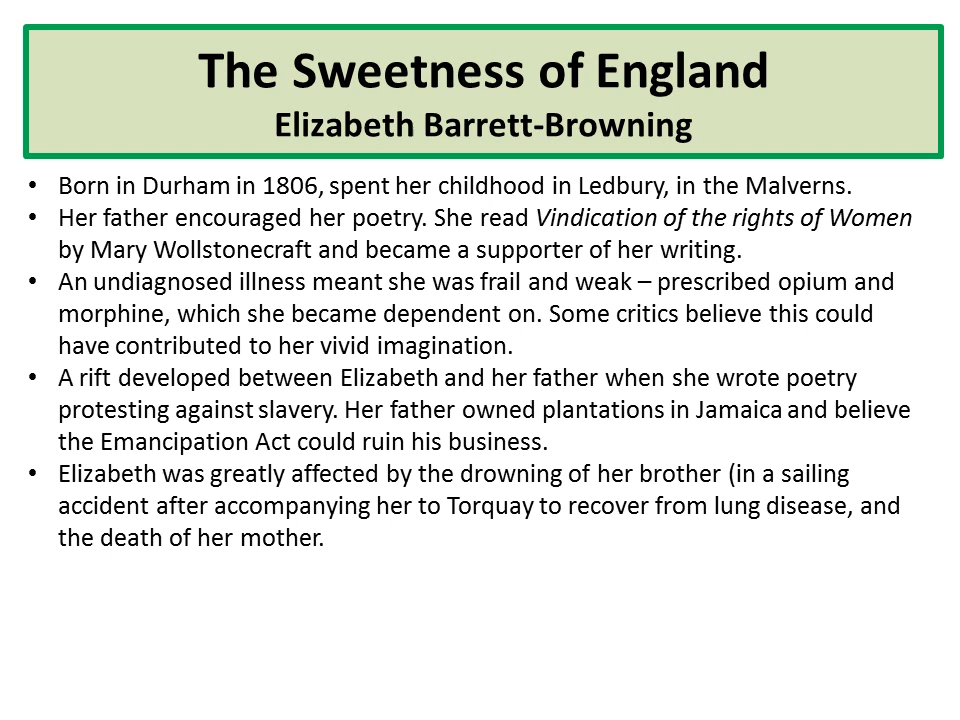 The Sweetness of England
Elizabeth Barrett-Browning
• Born in Durham in 1806, spent her childhood in Ledbury, in the Malverns.
• Her father encouraged her poetry. She read Vindication of the rights of Women
by Mary Wollstonecraft and became a supporter of her writing.
• An undiagnosed illness meant she was frail and weak – prescribed opium and
morphine, which she became dependent on. Some critics believe this could
have contributed to her vivid imagination.
• A rift developed between Elizabeth and her father when she wrote poetry
protesting against slavery. Her father owned plantations in Jamaica and believe
the Emancipation Act could ruin his business.
• Elizabeth was greatly affected by the drowning of her brother (in a sailing
accident after accompanying her to Torquay to recover from lung disease, and
the death of her mother.